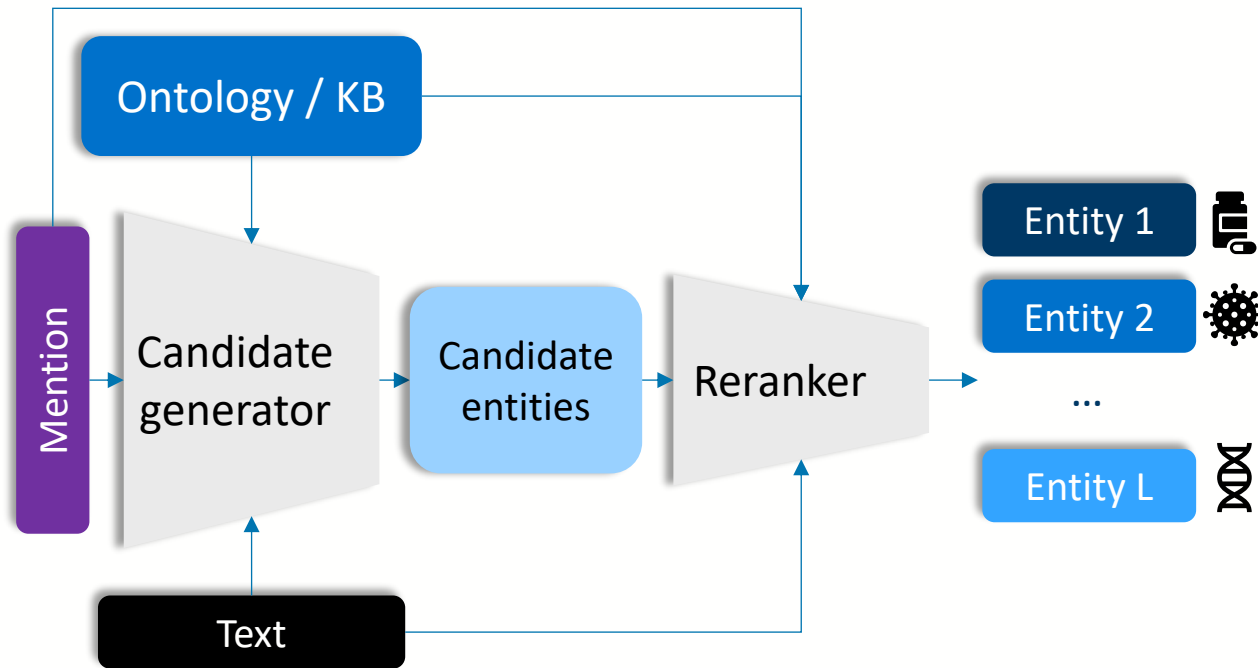 Ontology / KB
Mention
Candidate
generator
Candidate
entities
Reranker
Text
Entity 1
Entity 2
...
Entity L